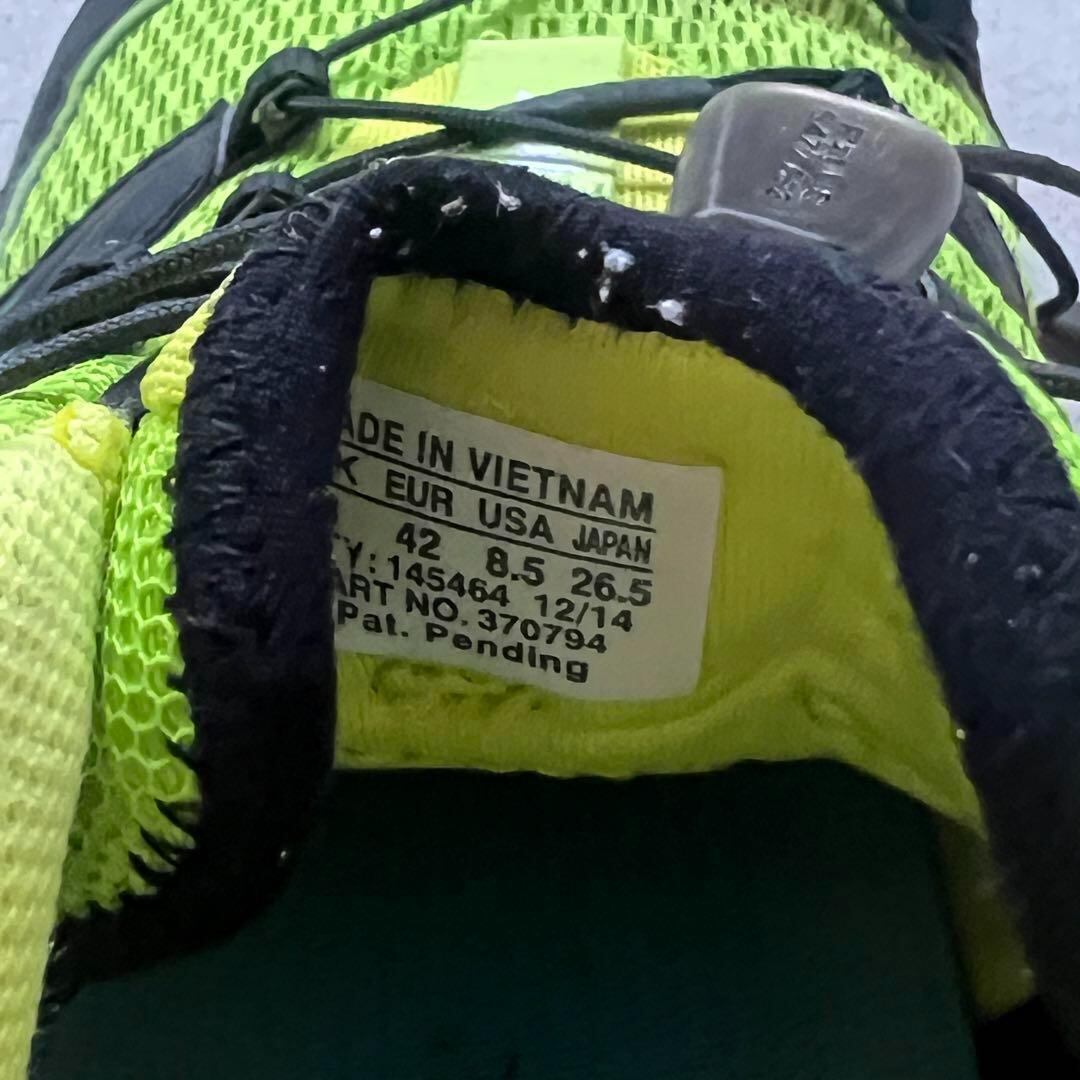 ADE IN VIETNAM
K EUR USA JAPAN
42 8.5 26.5
Y: 145464 12/14
ART NO. 370794
Pat. Pending